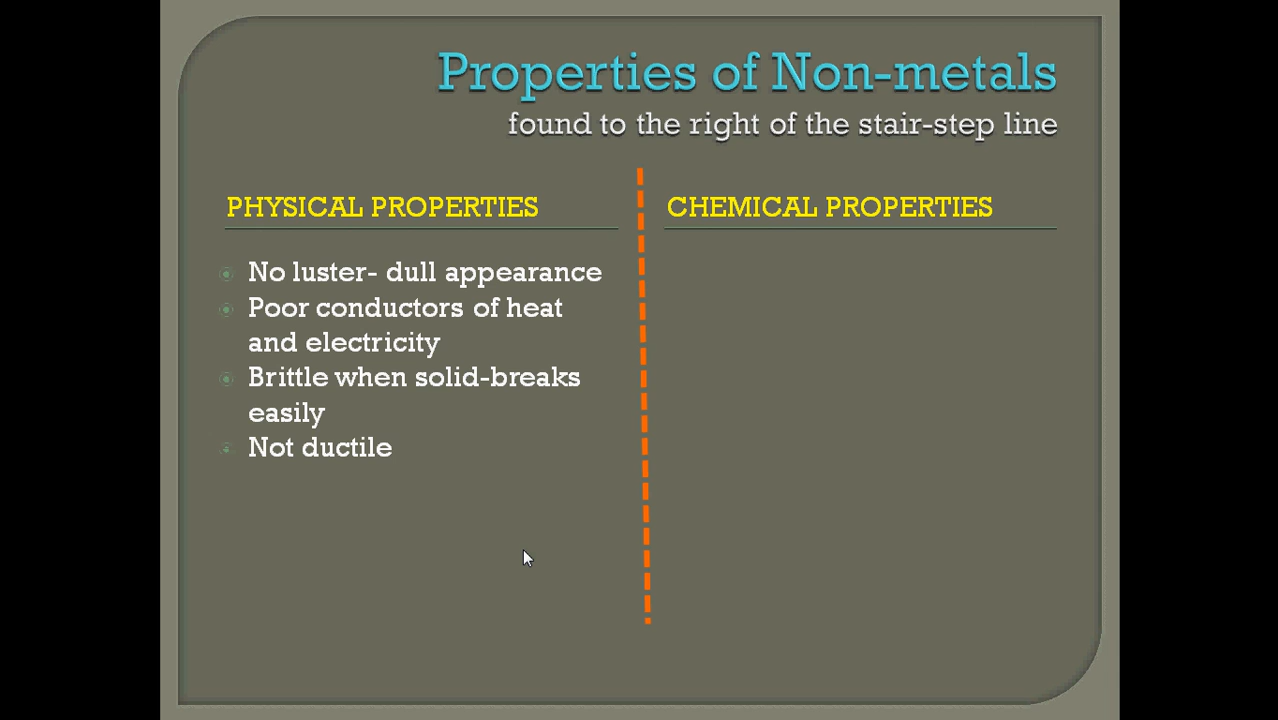 Properties of Non-metals
found to the right of the stair-step line
PHYSICAL PROPERTIES
No luster- dull appearance
Poor conductors of heat
and electricity
Brittle when solid-breaks
easily
Not ductile
CHEMICAL PROPERTIES